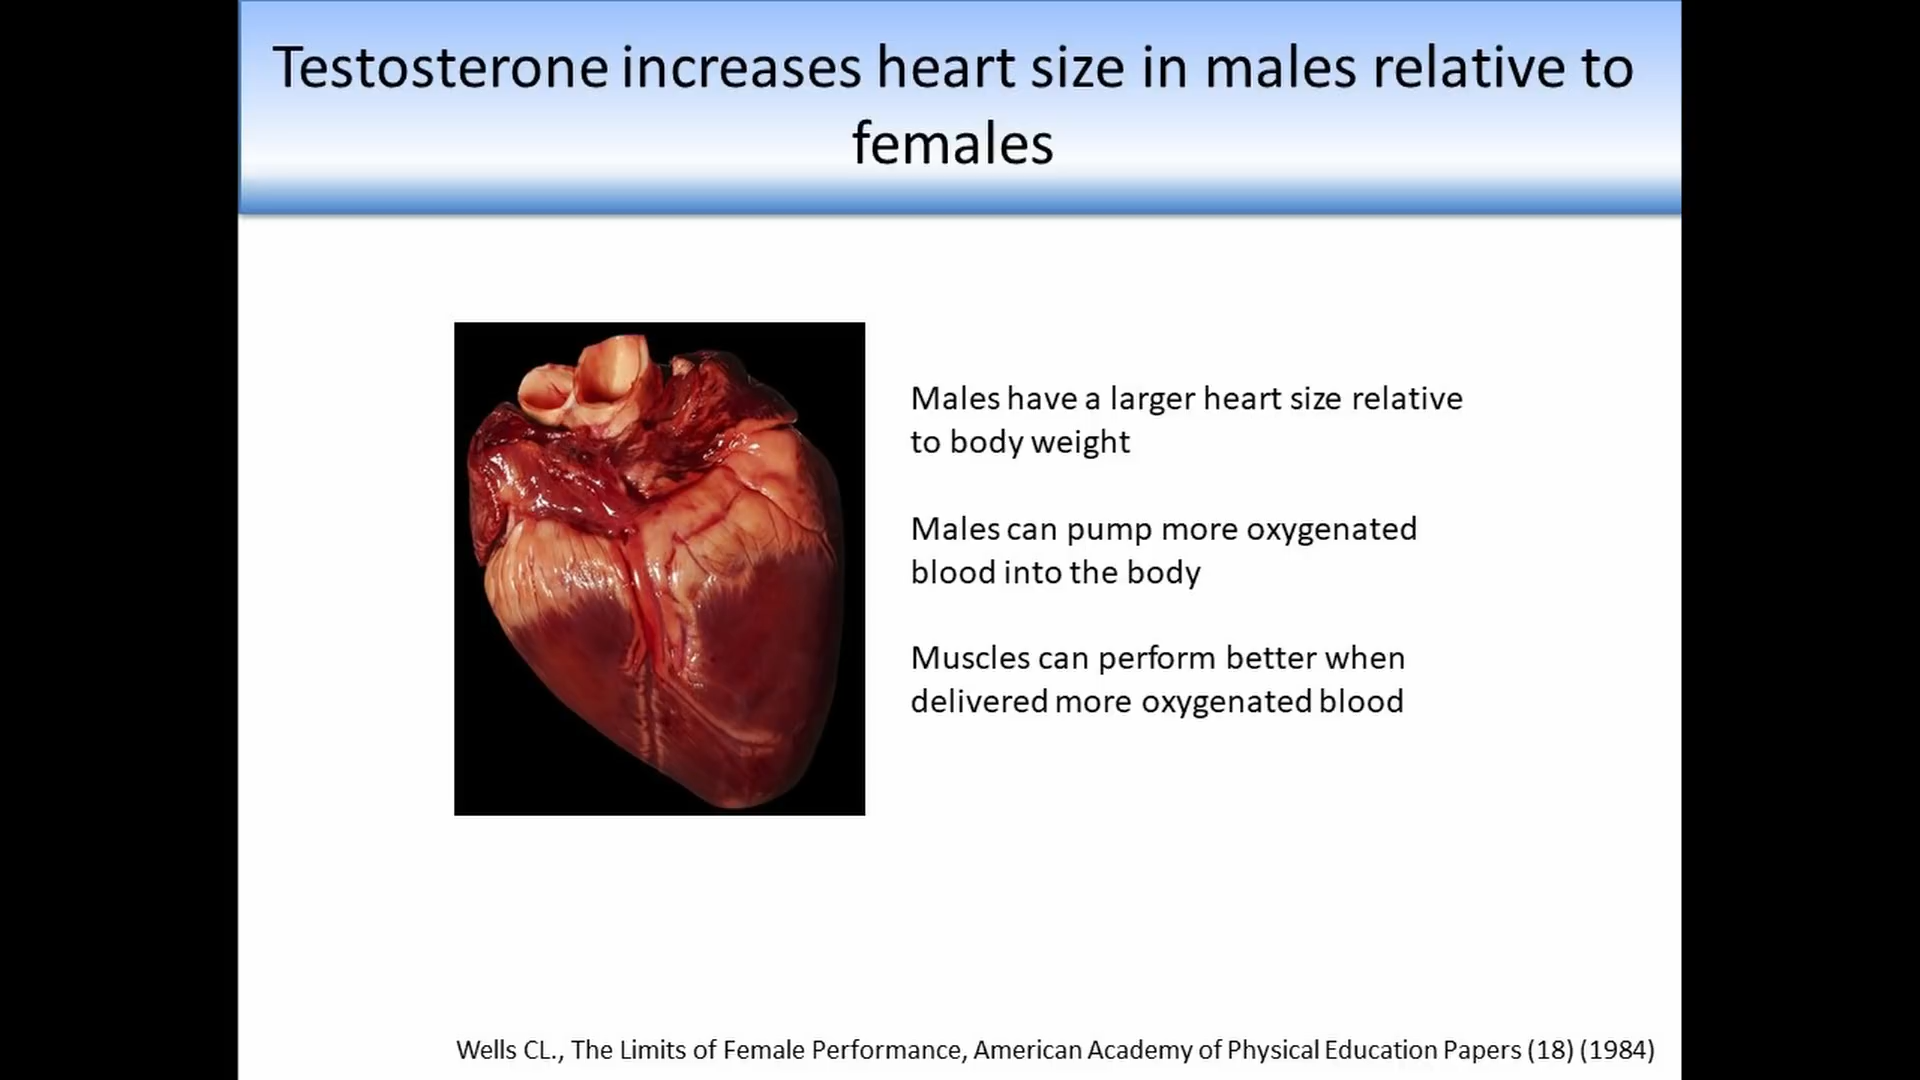 Testosterone increases heart size in males relative to
females
Males have a larger heart size relative
to body weight
Males can pump more oxygenated
blood into the body
Muscles can perform better when
delivered more oxygenated blood
Wells CL., The Limits of Female Performance, American Academy of Physical Education Papers (18) (1984)